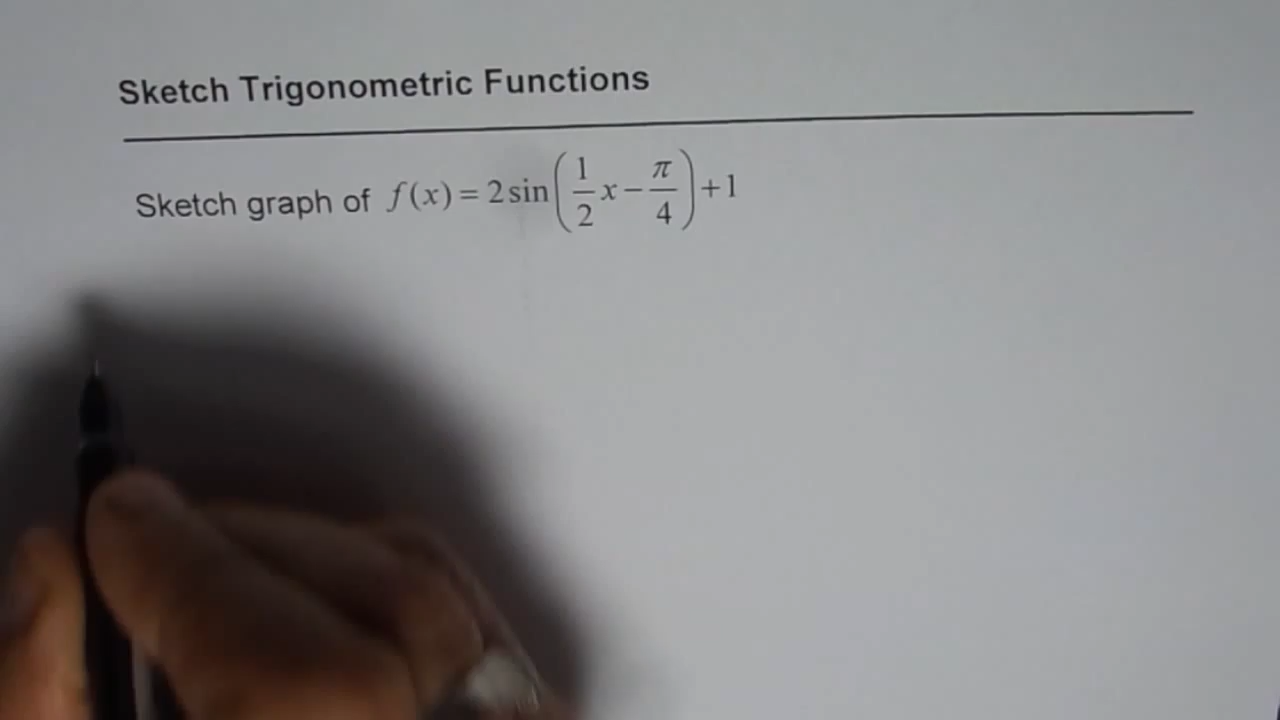 Sketch Trigonometric Functions
Sketch graph of f(x) = 2 sin(1/2 x − π/4) + 1